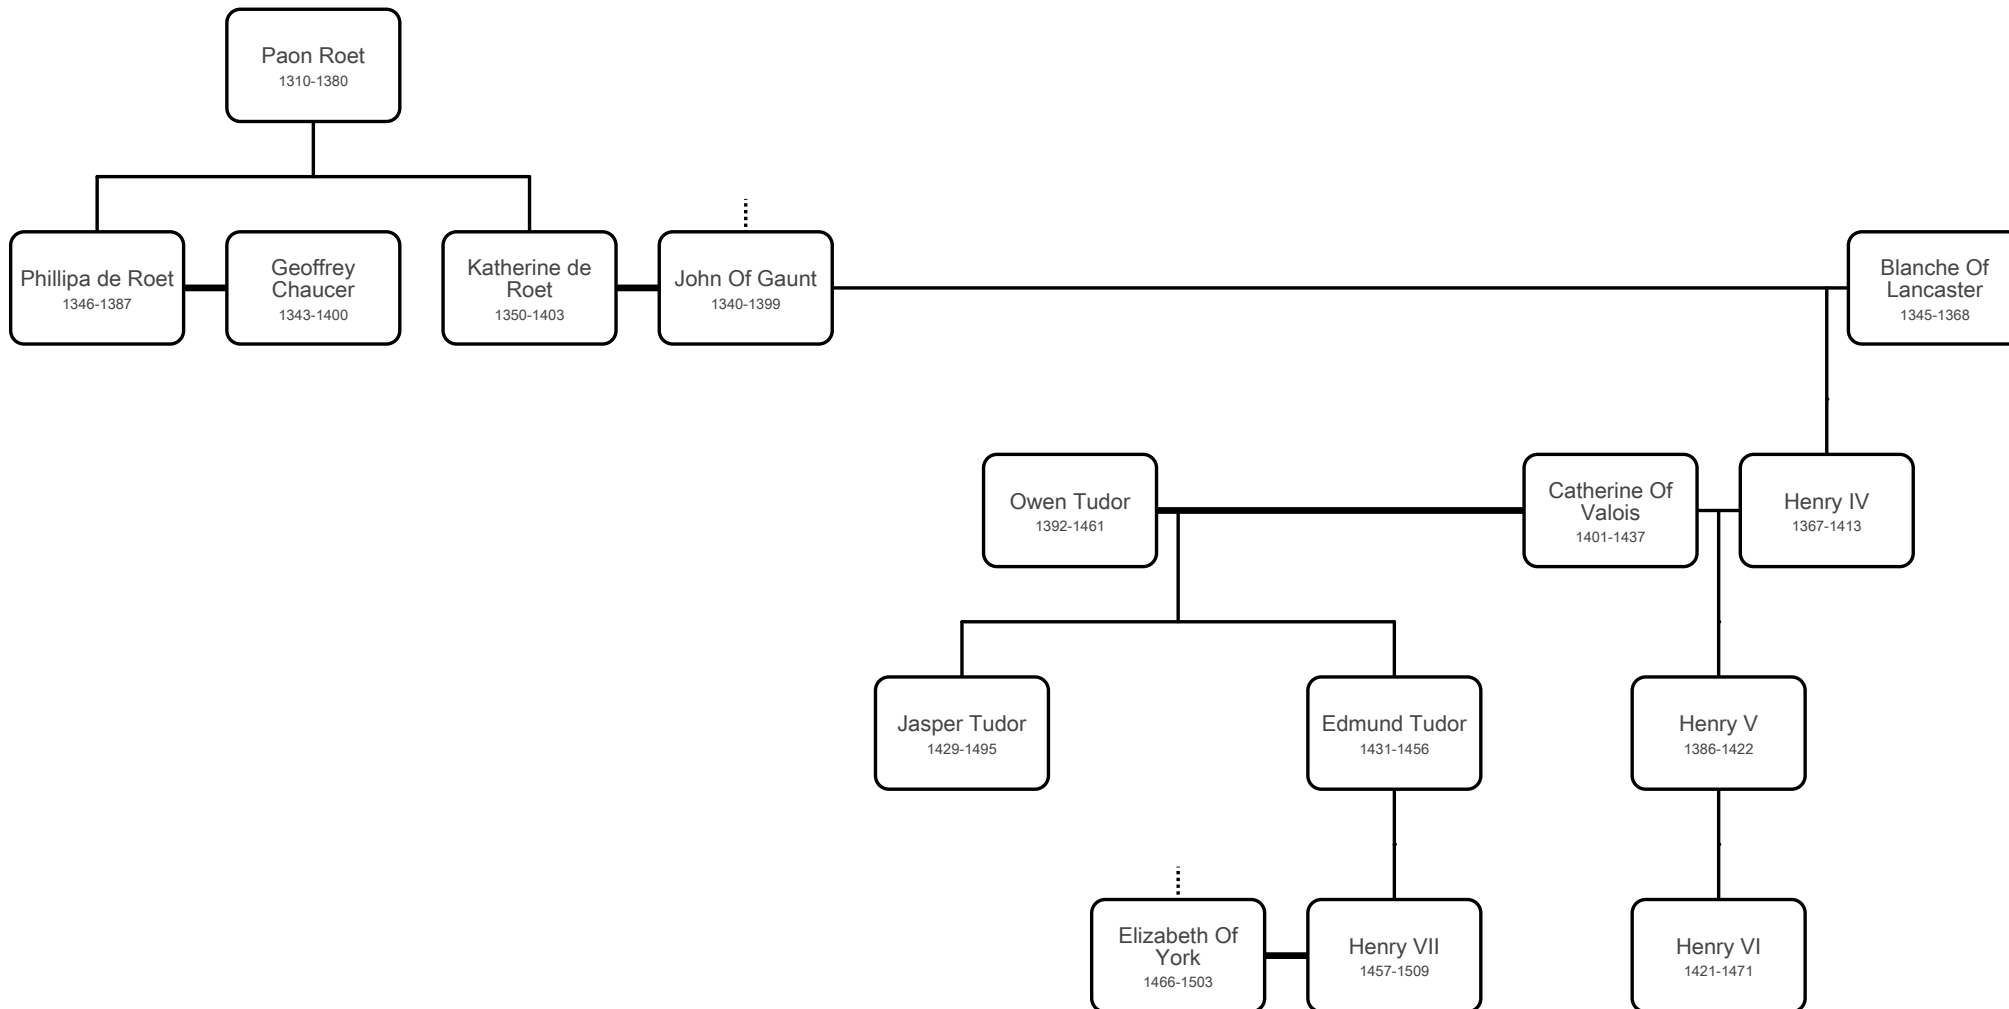 Paon Roet
1310-1380
Phillipa de Roet
1346-1387
Geoffrey
Chaucer
1343-1400
Katherine de
Roet
1350-1403
John Of Gaunt
1340-1399
Blanche Of
Lancaster
1345-1368
Owen Tudor
1392-1461
Catherine Of
Valois
1401-1437
Henry IV
1367-1413
Jasper Tudor
1429-1495
Edmund Tudor
1431-1456
Henry V
1386-1422
Elizabeth Of
York
1466-1503
Henry VII
1457-1509
Henry VI
1421-1471